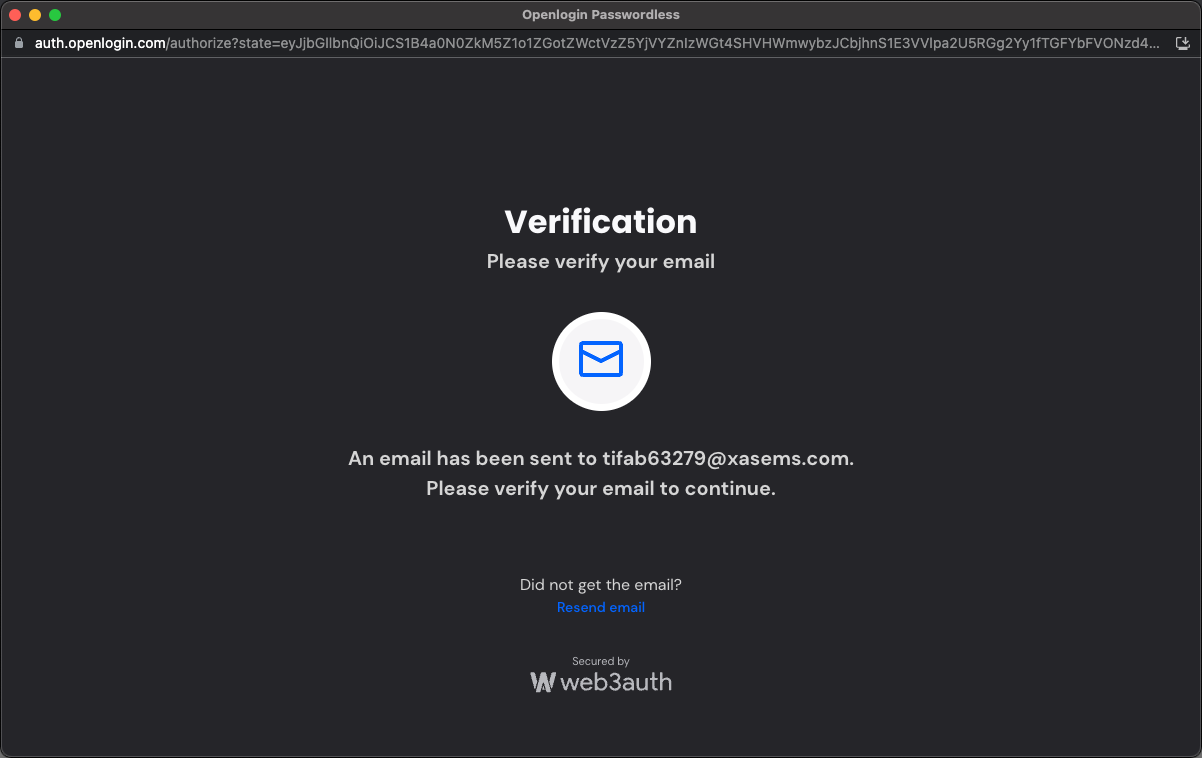 Openlogin Passwordless
auth.openlogin.com/authorize?state=
Verification
Please verify your email
An email has been sent to tifab63279@xasems.com.
Please verify your email to continue.
Did not get the email?
Resend email
Secured by
web3auth